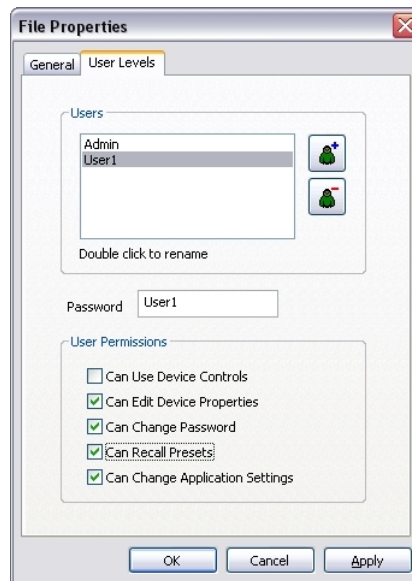 File Properties
General
User Levels
Users
Admin
User1
Double click to rename
Password
User1
User Permissions
Can Use Device Controls
Can Edit Device Properties
Can Change Password
Can Recall Presets
Can Change Application Settings
OK
Cancel
Apply